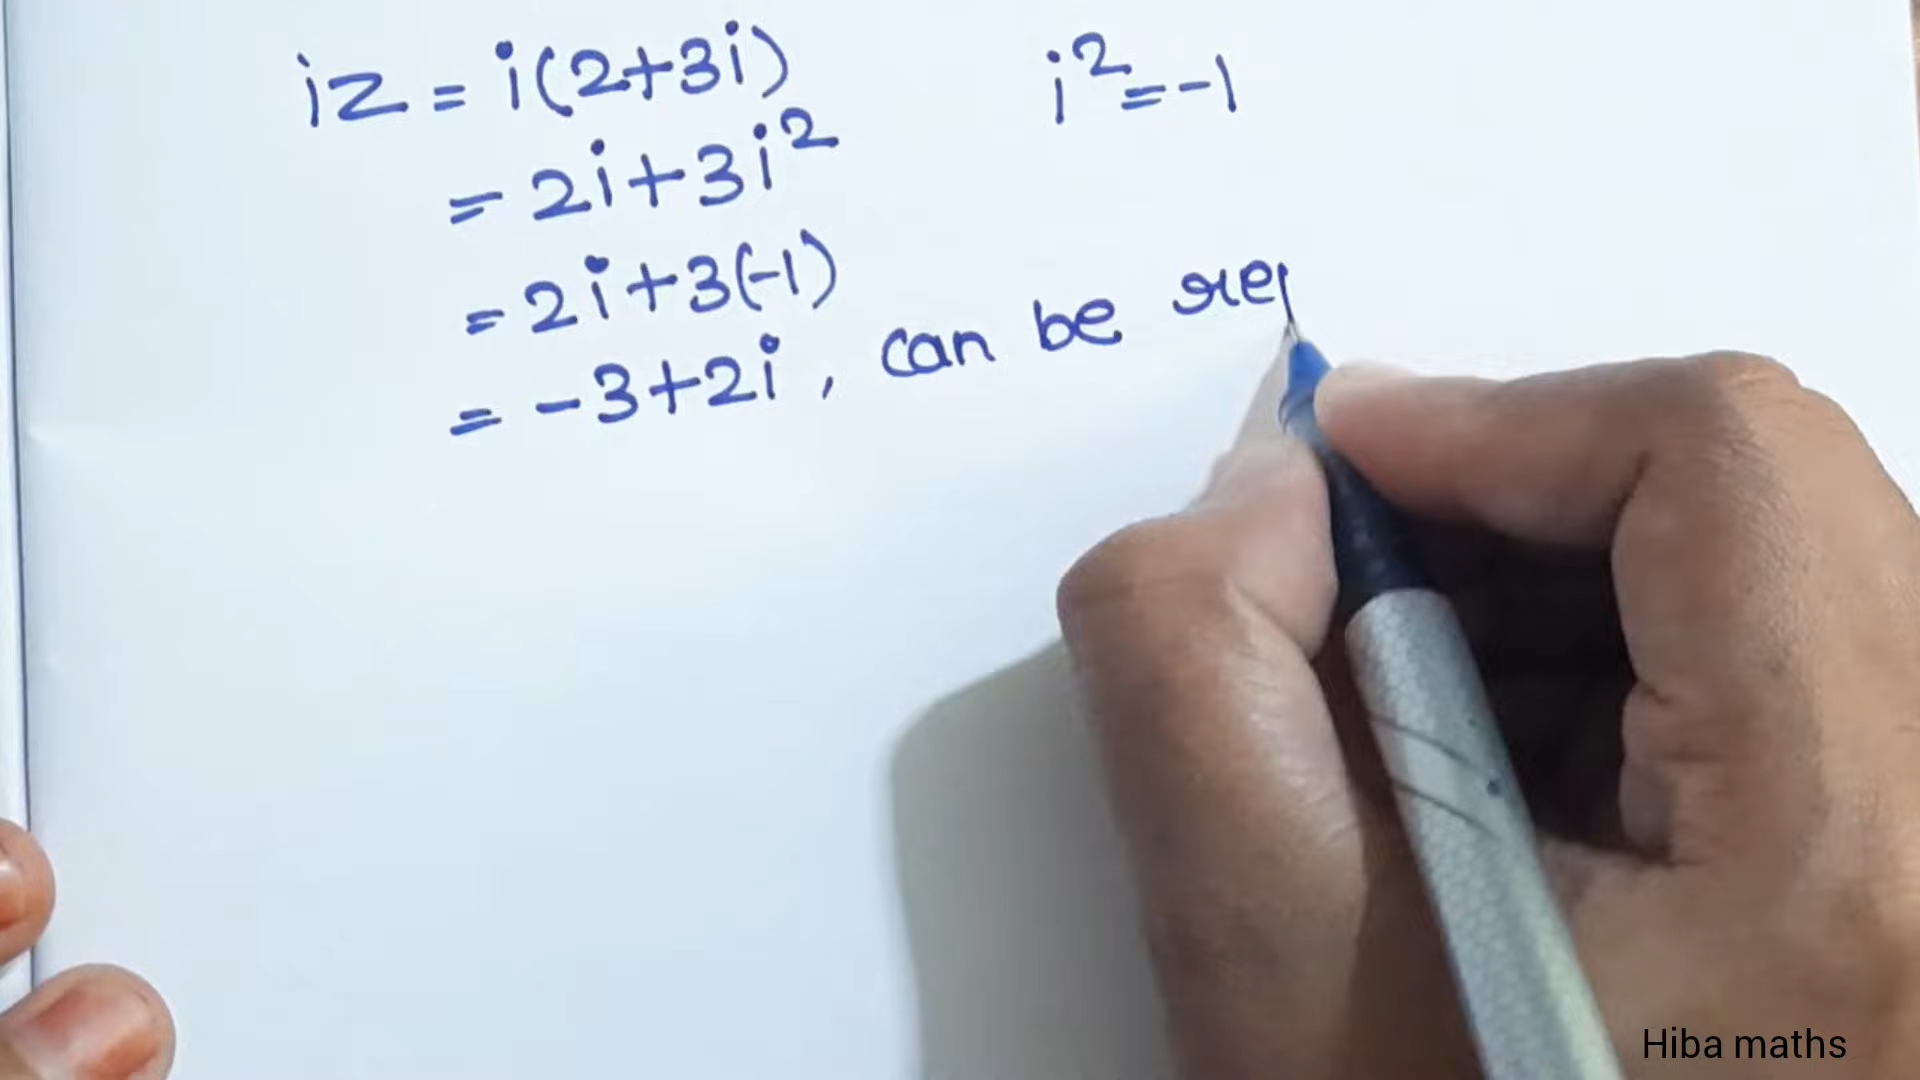 iz = i(2+3i)
i²=-1
= 2i+3i²
= 2i+3(-1)
= -3+2i, can be
Hiba maths